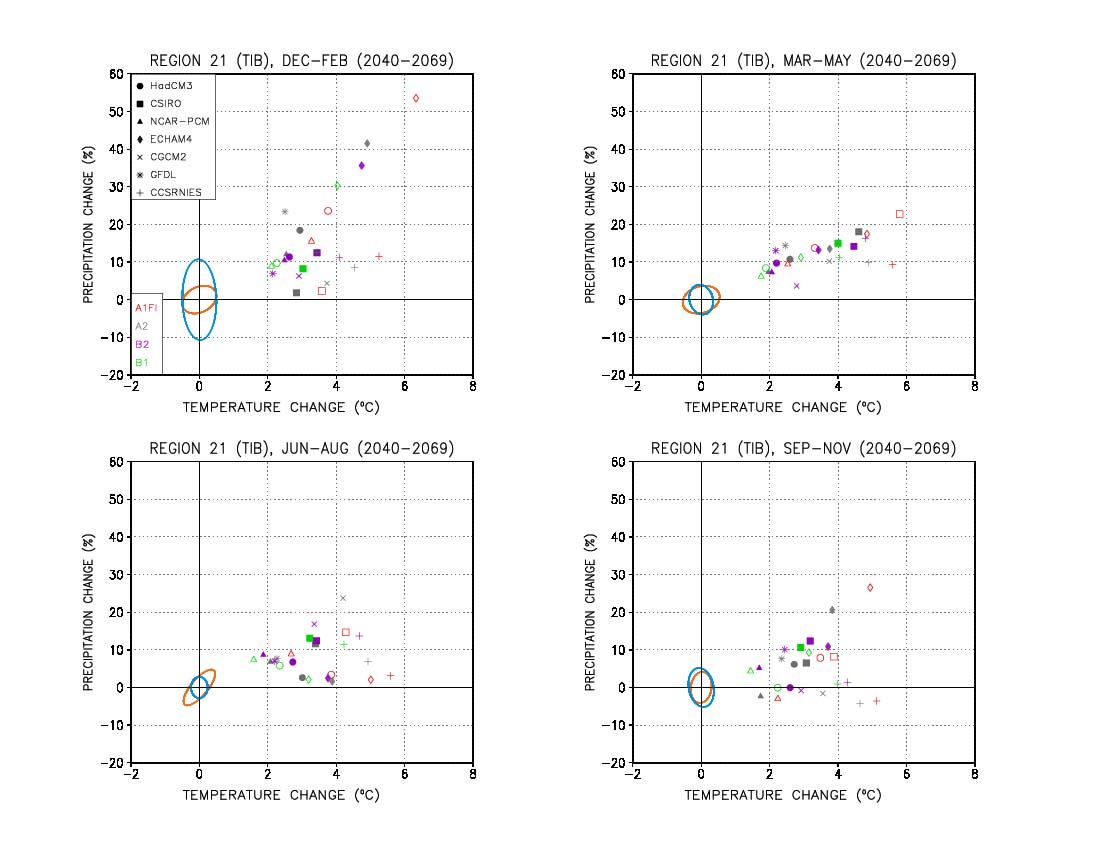 REGION 21 (TIB), DEC-FEB (2040-2069)
60
50
40
30
20
10
0
-10
-20
PRECIPITATION CHANGE (%)
HadCM3
CSIRO
NCAR-PCM
ECHAM4
CGCM2
GFDL
CCSRNIES
A1FI
A2
B2
B1
-2 0 2 4 6 8
TEMPERATURE CHANGE (ºC)
REGION 21 (TIB), MAR-MAY (2040-2069)
60
50
40
30
20
10
0
-10
-20
PRECIPITATION CHANGE (%)
-2 0 2 4 6 8
TEMPERATURE CHANGE (ºC)
REGION 21 (TIB), JUN-AUG (2040-2069)
60
50
40
30
20
10
0
-10
-20
PRECIPITATION CHANGE (%)
-2 0 2 4 6 8
TEMPERATURE CHANGE (ºC)
REGION 21 (TIB), SEP-NOV (2040-2069)
60
50
40
30
20
10
0
-10
-20
PRECIPITATION CHANGE (%)
-2 0 2 4 6 8
TEMPERATURE CHANGE (ºC)